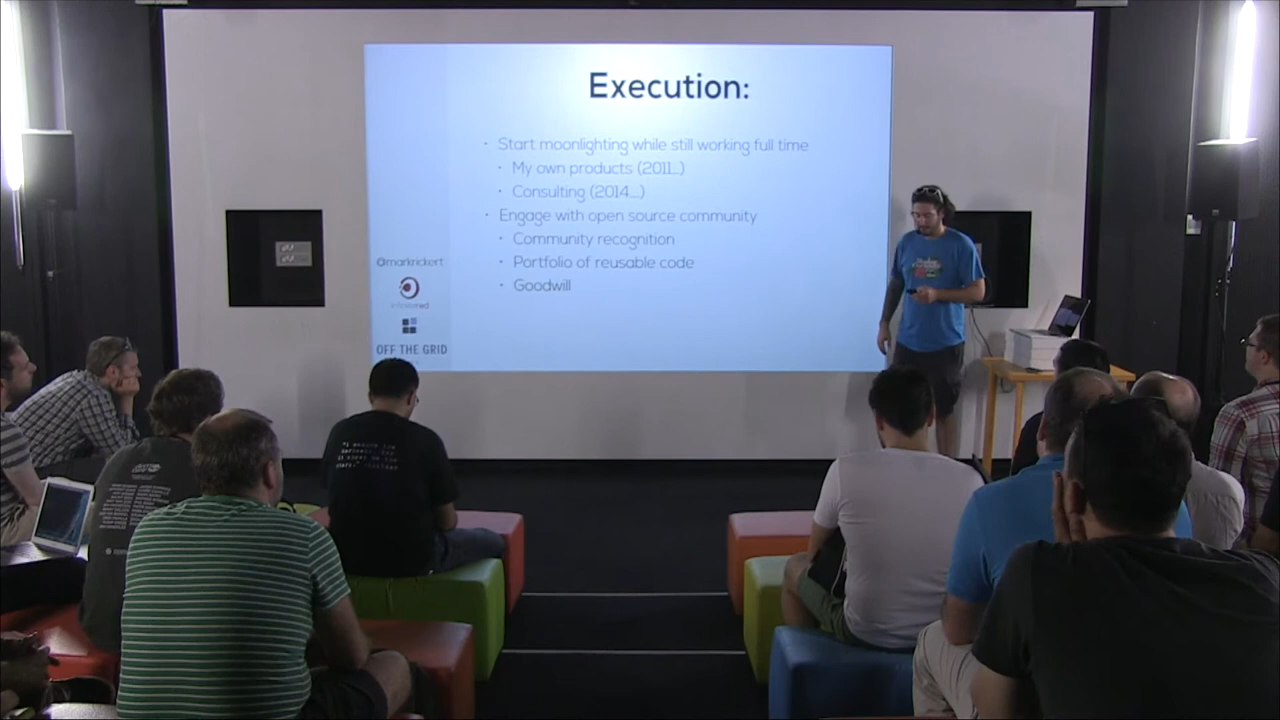 Execution:
· Start moonlighting while still working full time
· My own products (2011...)
· Consulting (2014...)
· Engage with open source community
· Community recognition
· Portfolio of reusable code
· Goodwill
@markrickert
infinitered
OFF THE GRID